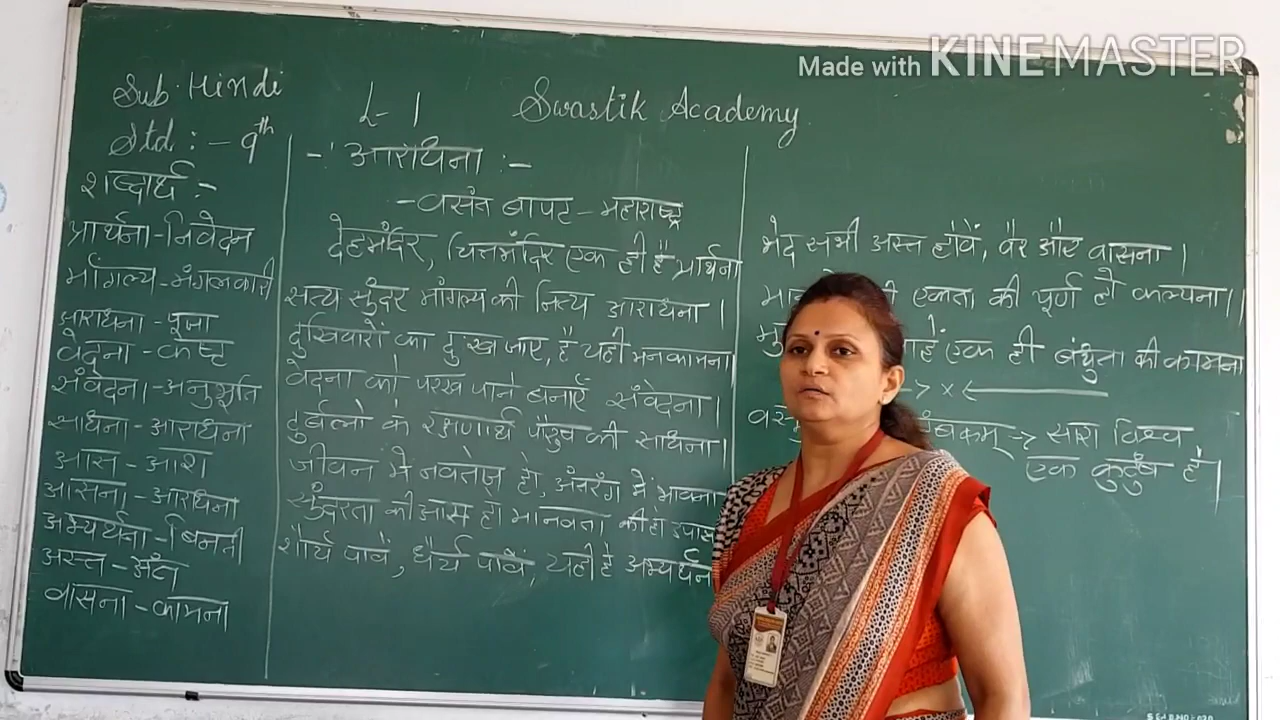 Made with KINEMASTER
Sub. Hindi
L-1
Swastik Academy
Std :- 9th
-: आराधना :-
शब्दार्थ :-
- वसंत बापट - महाराष्ट्र
प्रार्थना - निवेदन
मांगल्य - मंगलकारी
आराधना - पूजा
वेदना - कष्ट
संवेदना - अनुभूति
साधना - आराधना
आस - आश
आसना - आराधना
अभ्यर्थना - बिनती
अस्त - अंत
वासना - कामना
देहमंदिर, चित्तमंदिर एक ही है प्रार्थना
सत्य सुंदर मांगल्य की नित्य आराधना ।
दुखियारों का दुःख जाए, है यही मनकामना
वेदना को परख पाने बनाएँ संवेदना ।
दुर्बलो के रक्षणार्थ पौरुष की साधना ।
जीवन में नवतेज हो, अंतरंग में भावना
सुंदरता की आस हो मानवता की हो उपास
शौर्य पावें, धैर्य पावें, यही है अभ्यर्थन
भेद सभी अस्त होवें, वैर और वासना ।
एकता की पूर्ण हो कल्पना ।।
एक ही बंधुता की कामना
-> x <-
-> सारा विश्व
एक कुटुंब है ।